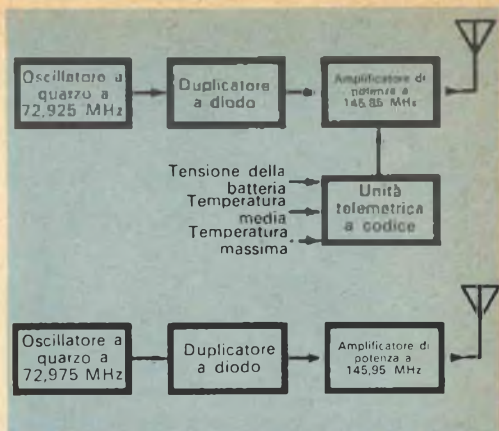 Oscillatore a
quarzo a
72,925 MHz
Duplicatore
a diodo
Amplificatore di
potenza a
145,85 MHz
Tensione della
batteria
Temperatura
media
Temperatura
massima
Unità
telemetrica
a codice
Oscillatore a
quarzo a
72,975 MHz
Duplicatore
a diodo
Amplificatore di
potenza a
145,95 MHz